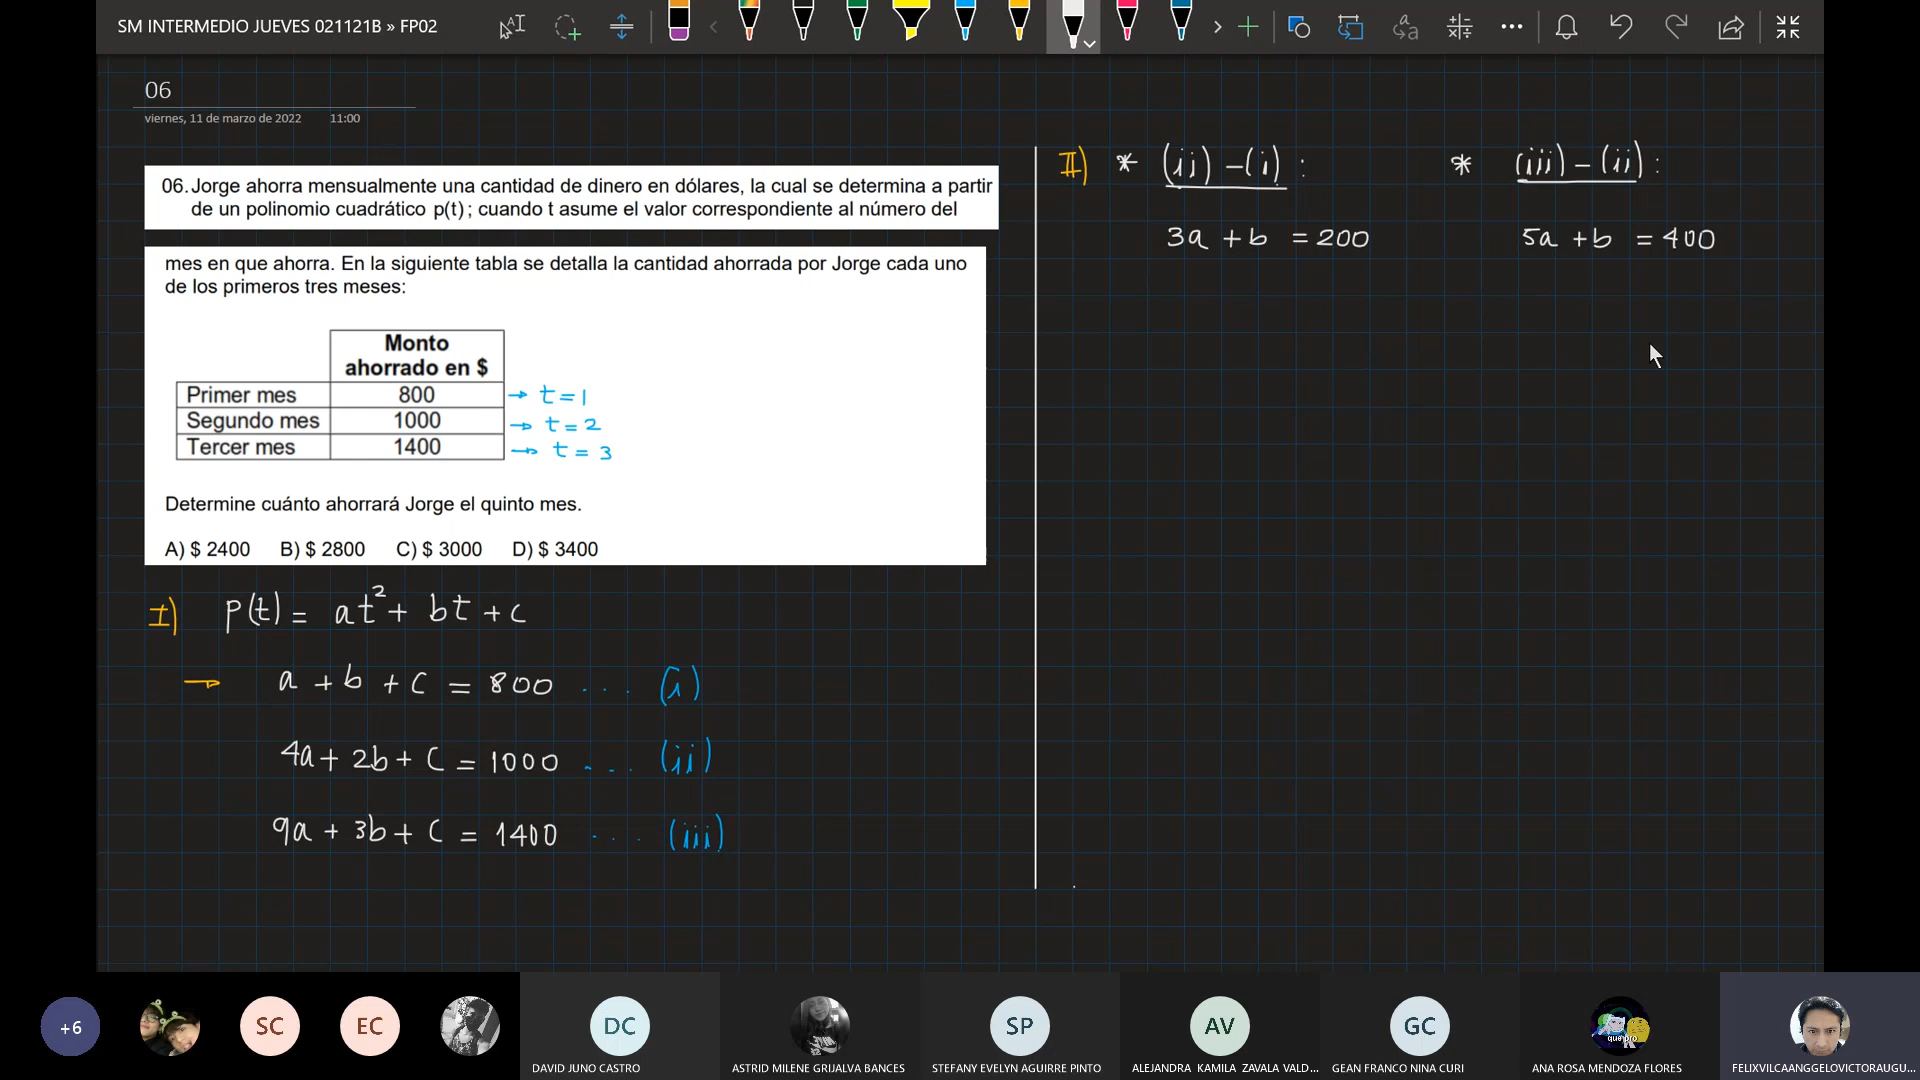 SM INTERMEDIO JUEVES 021121B » FP02
06
viernes, 11 de marzo de 2022 11:00
06. Jorge ahorra mensualmente una cantidad de dinero en dólares, la cual se determina a partir
de un polinomio cuadrático p(t); cuando t asume el valor correspondiente al número del
mes en que ahorra. En la siguiente tabla se detalla la cantidad ahorrada por Jorge cada uno
de los primeros tres meses:
Monto
ahorrado en $
Primer mes 800 → t = 1
Segundo mes 1000 → t = 2
Tercer mes 1400 → t = 3
Determine cuánto ahorrará Jorge el quinto mes.
A) $ 2400 B) $ 2800 C) $ 3000 D) $ 3400
I) p(t) = at² + bt + c
→ a + b + c = 800 ... (i)
4a + 2b + c = 1000 ... (ii)
9a + 3b + c = 1400 ... (iii)
II) * (ii) - (i) :
3a + b = 200
* (iii) - (ii) :
5a + b = 400
+6
SC
EC
DC
SP
AV
GC
que pro
DAVID JUNO CASTRO
ASTRID MILENE GRIJALVA BANCES
STEFANY EVELYN AGUIRRE PINTO
ALEJANDRA KAMILA ZAVALA VALD...
GEAN FRANCO NINA CURI
ANA ROSA MENDOZA FLORES
FELIXVILCAANGGELOVICTORAUGU...